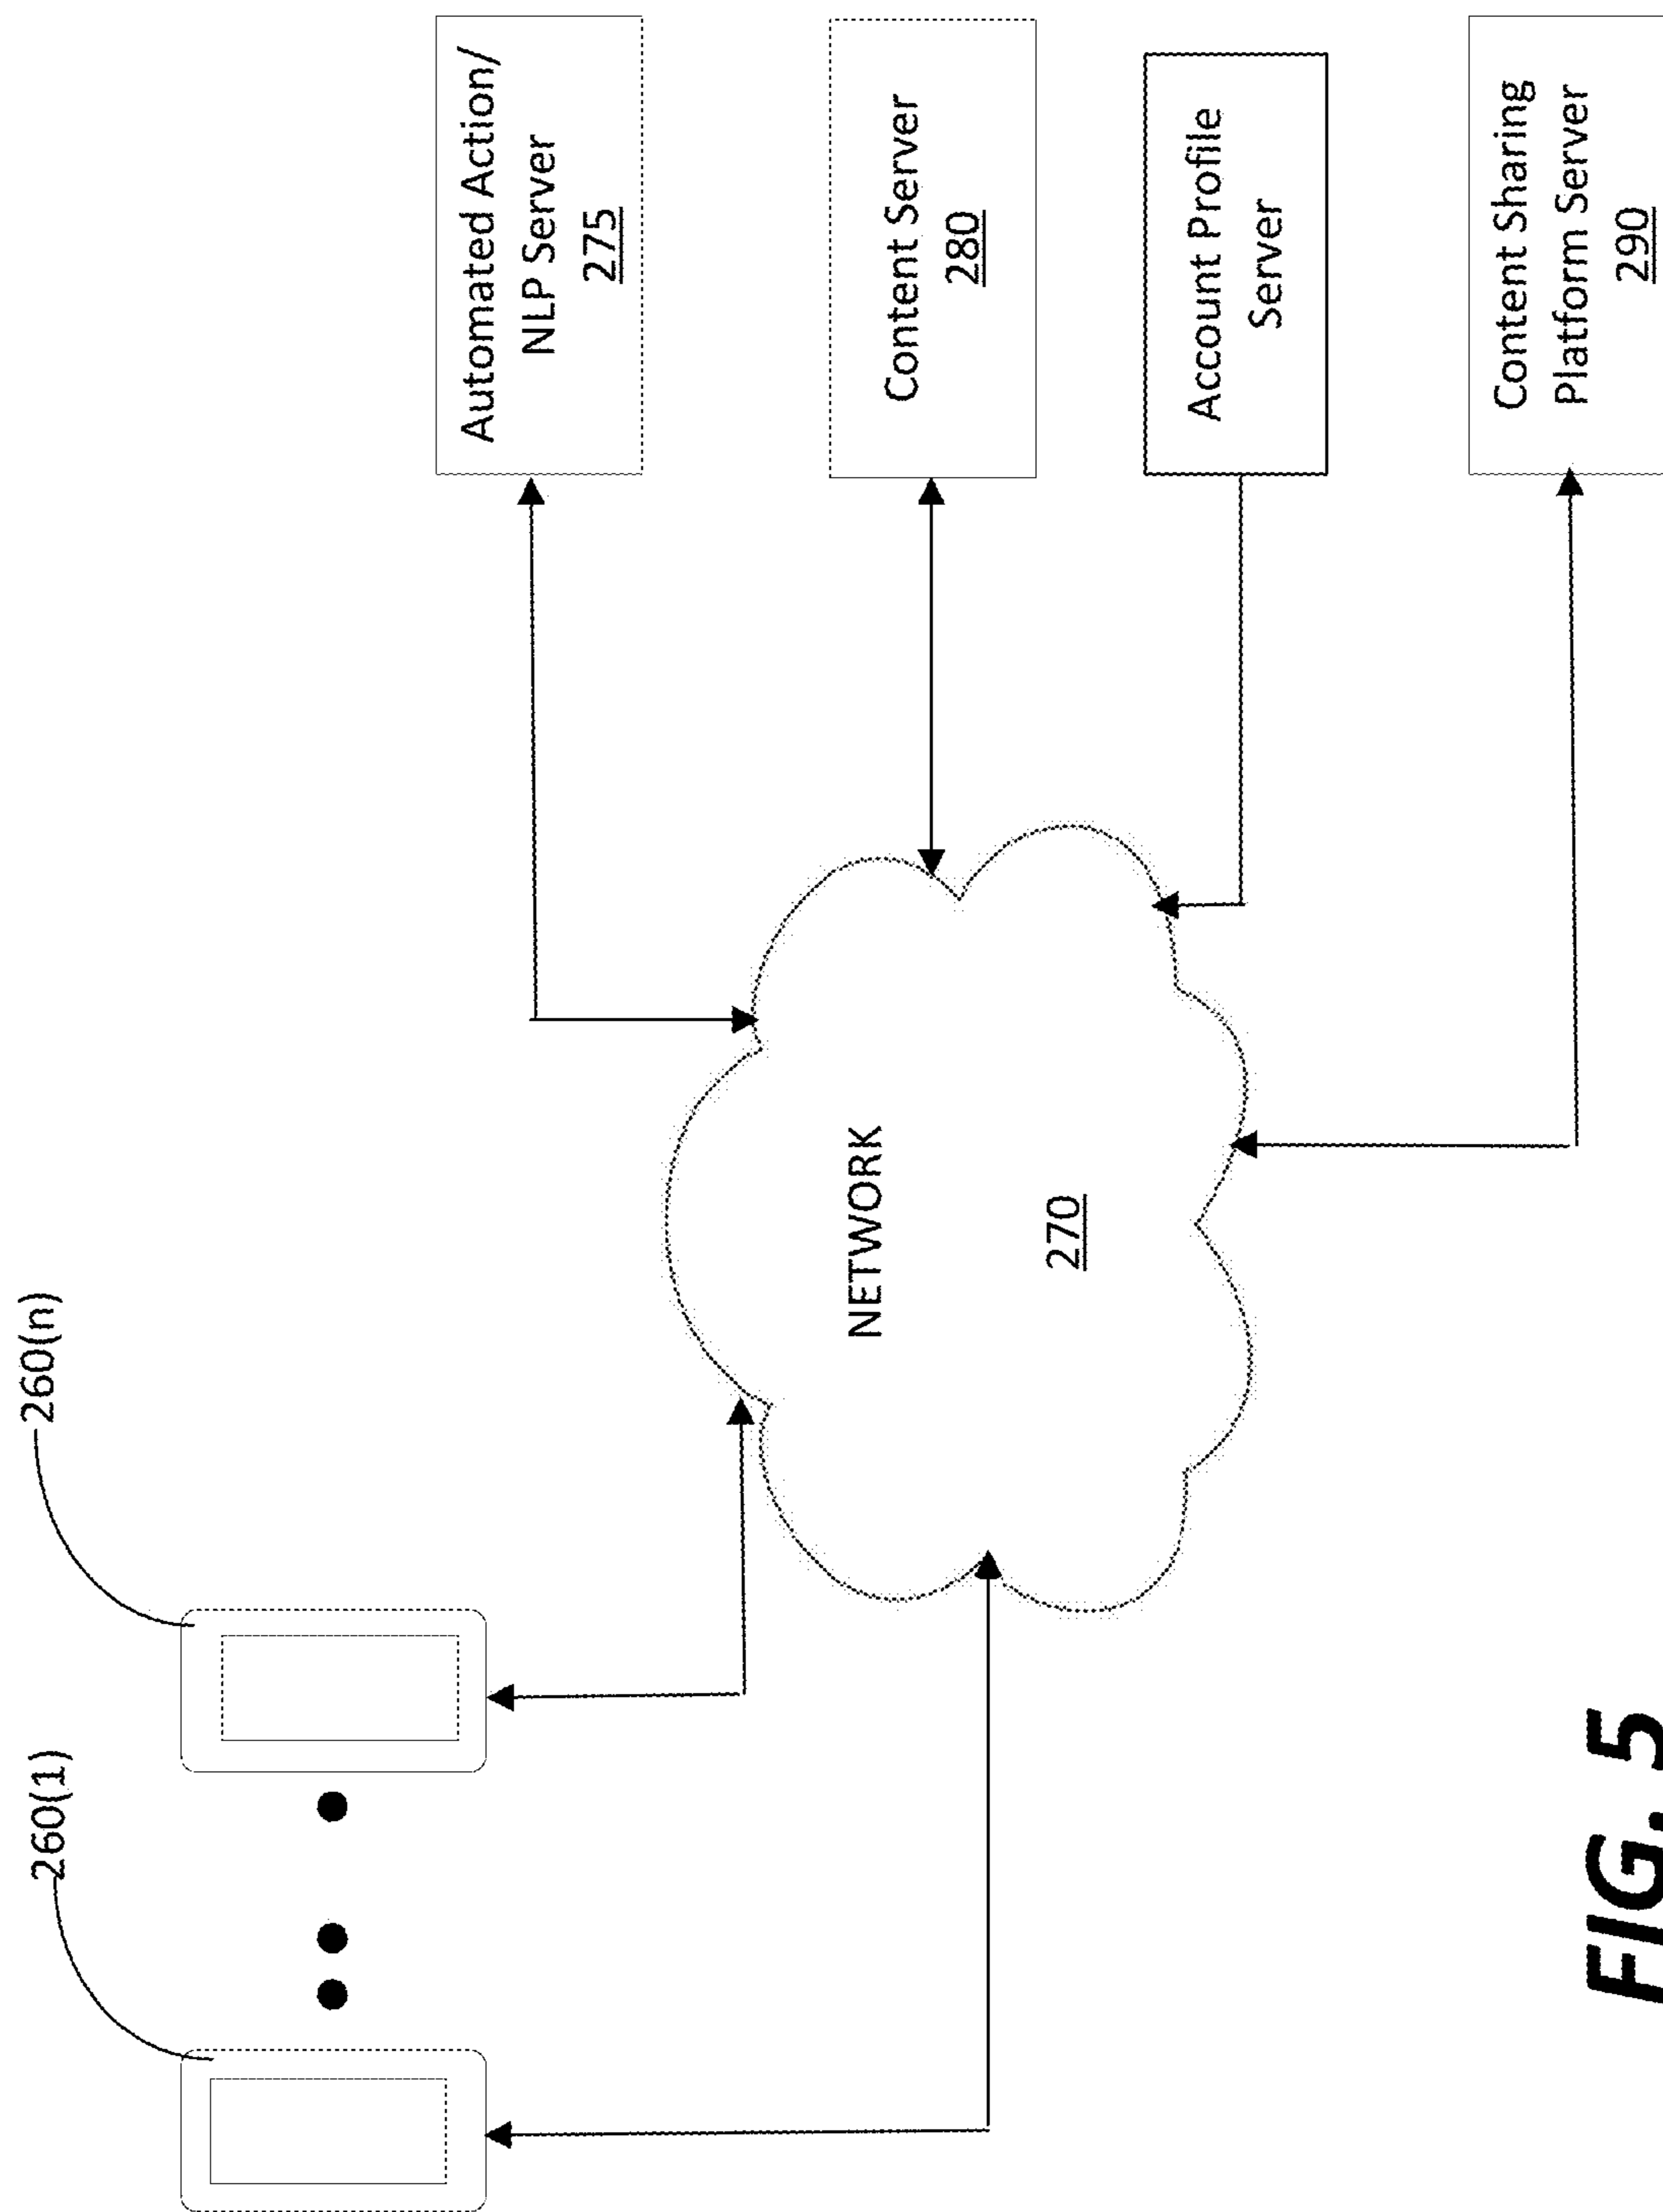 260(1)
260(n)
NETWORK
270
Automated Action/
NLP Server
275
Content Server
280
Account Profile
Server
Content Sharing
Platform Server
290
FIG. 5